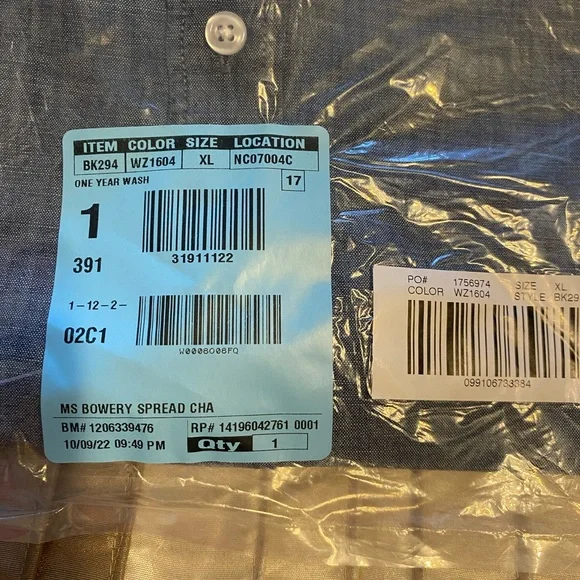 ITEM COLOR SIZE LOCATION
BK294 WZ1604 XL NC07004C
ONE YEAR WASH
17
1
31911122
391
1-12-2-
02C1
W0008O08FQ
MS BOWERY SPREAD CHA
BM# 1206339476 RP# 14196042761 0001
10/09/22 09:49 PM Qty 1
PO# 1756974 SIZE XL
COLOR WZ1604 STYLE BK29
099106733384